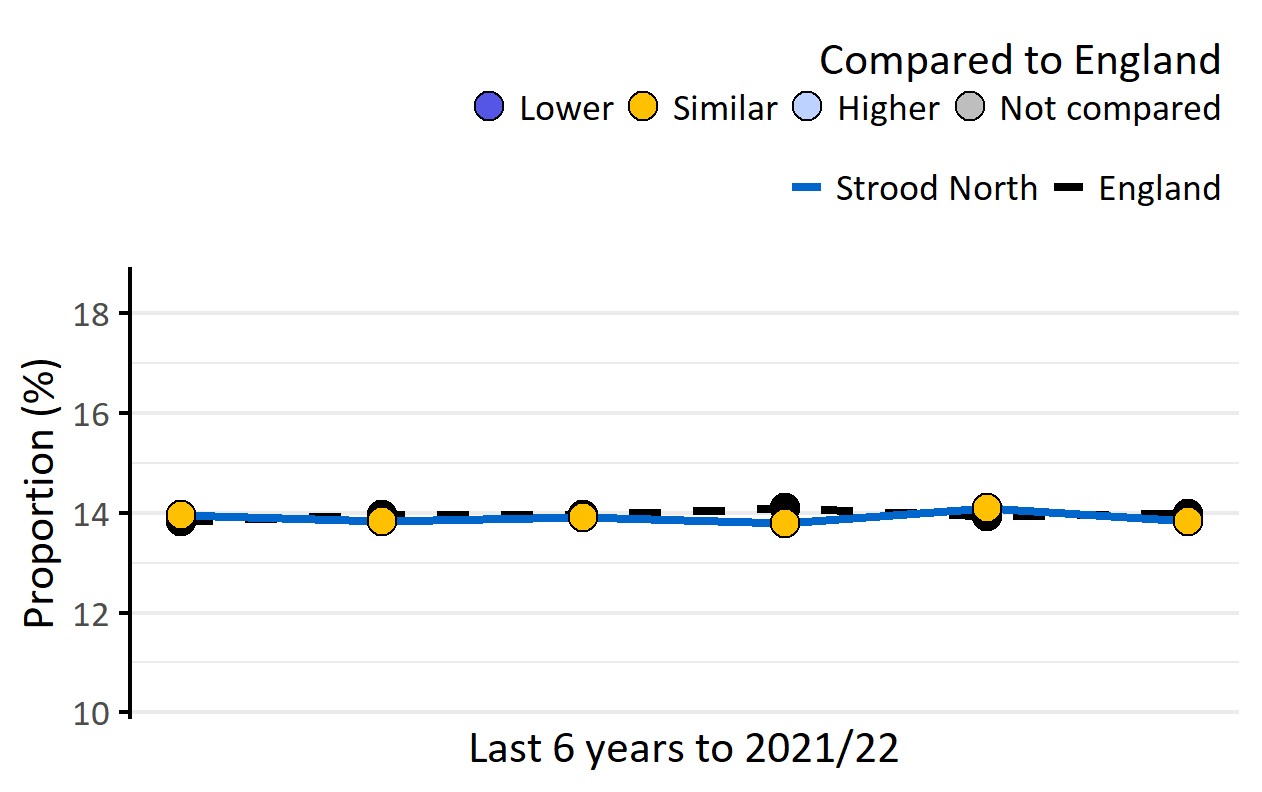 Compared to England
Lower Similar Higher Not compared
Strood North England
18
16
14
12
10
Proportion (%)
Last 6 years to 2021/22